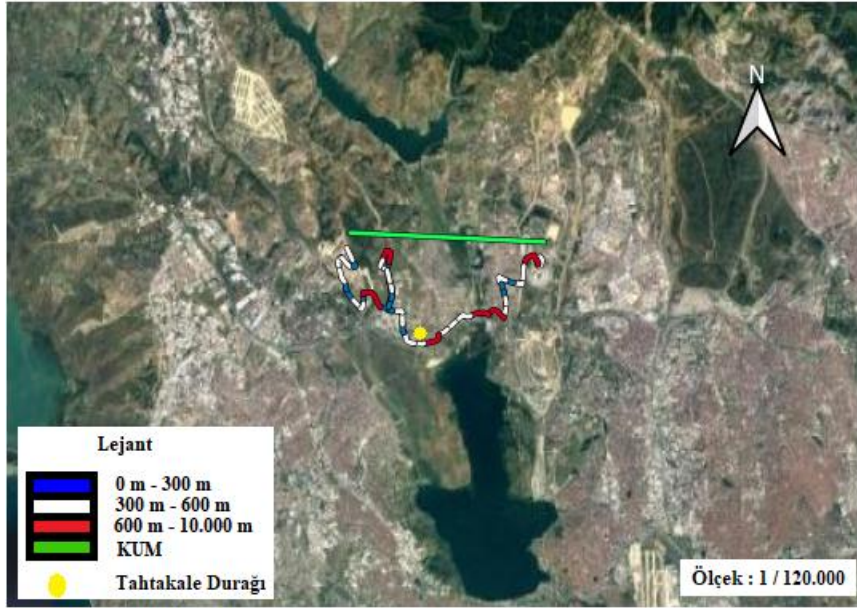 N
Lejant
0 m - 300 m
300 m - 600 m
600 m - 10.000 m
KUM
Tahtakale Durağı
Ölçek : 1 / 120.000